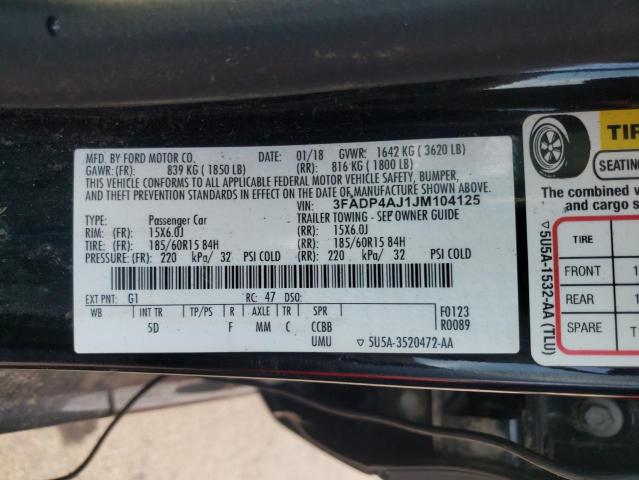 MFD. BY FORD MOTOR CO.
DATE: 01/18
GVWR: 1642 KG ( 3620 LB)
GAWR: (FR): 839 KG ( 1850 LB)
(RR): 816 KG ( 1800 LB)
THIS VEHICLE CONFORMS TO ALL APPLICABLE FEDERAL MOTOR VEHICLE SAFETY, BUMPER,
AND THEFT PREVENTION STANDARDS IN EFFECT ON THE DATE OF MANUFACTURE SHOWN ABOVE.
VIN: 3FADP4AJ1JM104125
TYPE: Passenger Car
TRAILER TOWING - SEE OWNER GUIDE
RIM: (FR): 15X6.0J
(RR): 15X6.0J
TIRE: (FR): 185/60R15 84H
(RR): 185/60R15 84H
PRESSURE: (FR): 220 kPa/ 32 PSI COLD
(RR): 220 kPa/ 32 PSI COLD
EXT PNT: G1
RC: 47 DSO:
WB INT TR TP/PS R AXLE TR SPR
F0123
5D F MM C CCBB
R0089
UMU
▽ 5U5A-3520472-AA
TIR
SEATING
The combined w
and cargo s
TIRE
FRONT 1
REAR 1
SPARE T
▽5U5A-1532-AA (TLU)